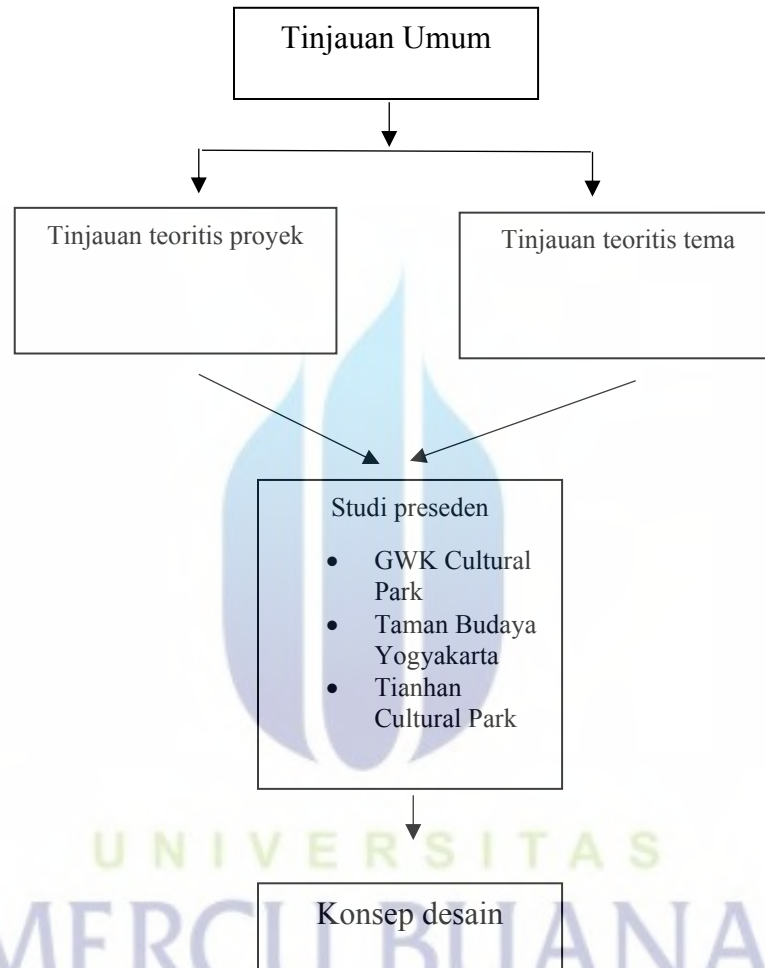 Tinjauan Umum
Tinjauan teoritis proyek
Tinjauan teoritis tema
Studi preseden
• GWK Cultural
Park
• Taman Budaya
Yogyakarta
• Tianhan
Cultural Park
UNIVERSITAS
MERCU BUANA
Konsep desain